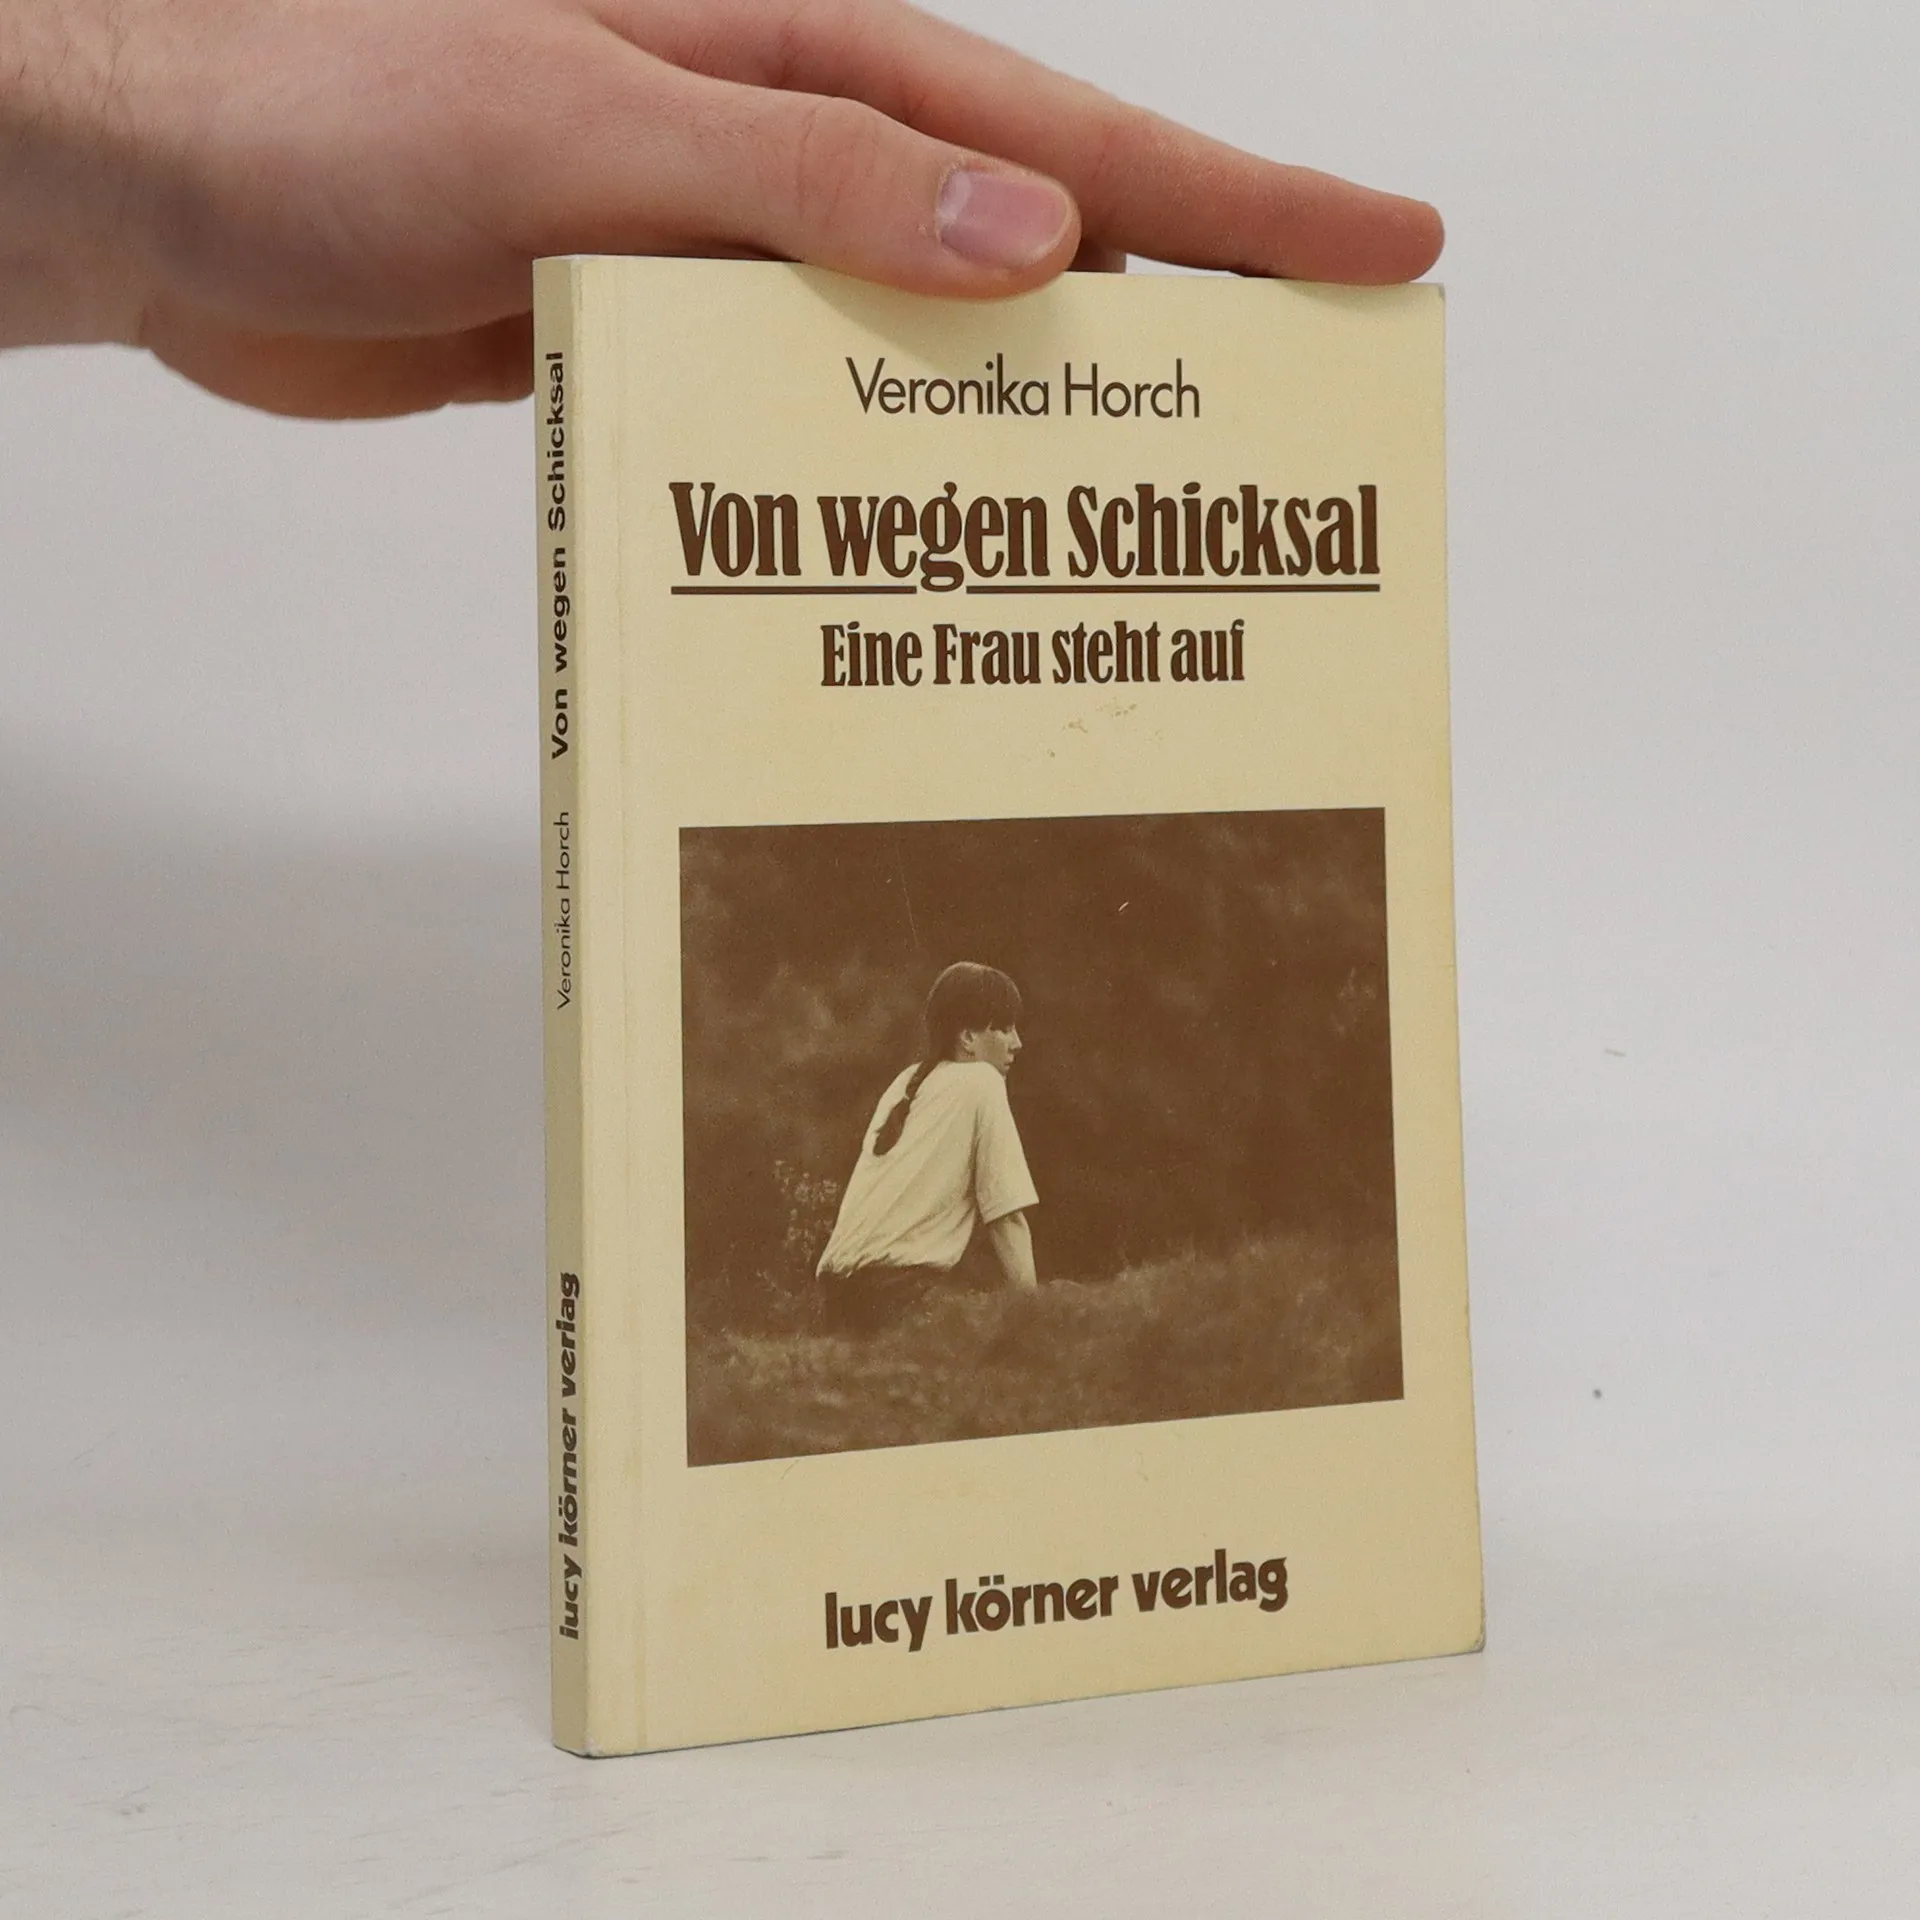 Veronika Horch
Von wegen Schicksal
Eine Frau steht auf
lucy körner verlag
lucy körner verlag Veronika Horch Von wegen Schicksal